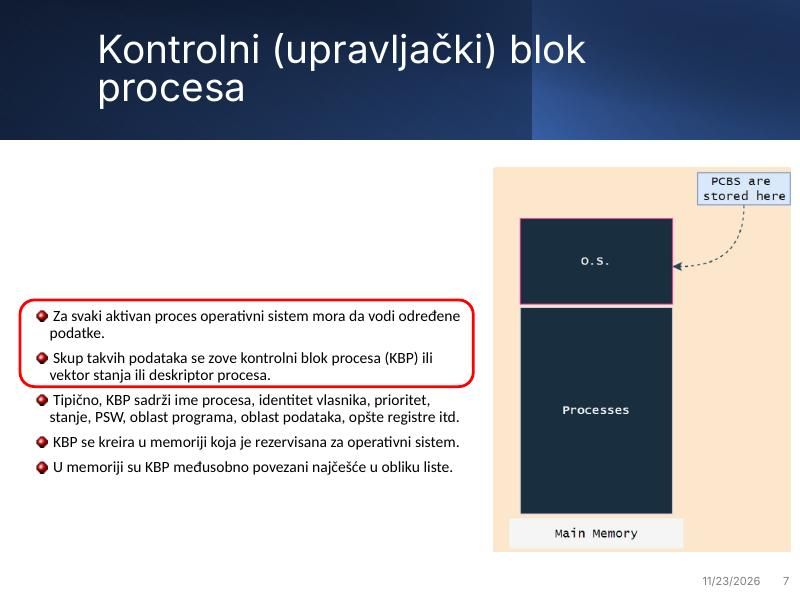 Kontrolni (upravljački) blok
procesa
Za svaki aktivan proces operativni sistem mora da vodi određene
podatke.
Skup takvih podataka se zove kontrolni blok procesa (KBP) ili
vektor stanja ili deskriptor procesa.
Tipično, KBP sadrži ime procesa, identitet vlasnika, prioritet,
stanje, PSW, oblast programa, oblast podataka, opšte registre itd.
KBP se kreira u memoriji koja je rezervisana za operativni sistem.
U memoriji su KBP međusobno povezani najčešće u obliku liste.
PCBS are
stored here
O.S.
Processes
Main Memory
11/23/2026 7